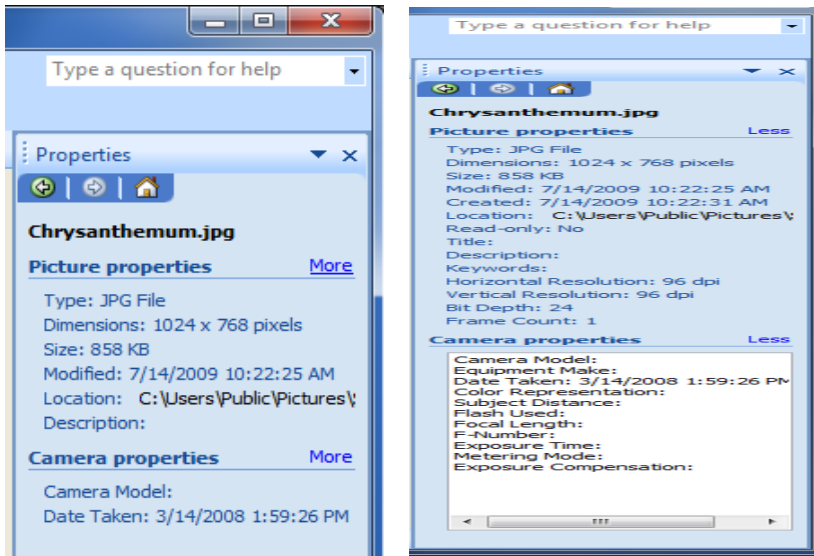 Type a question for help
Properties
Chrysanthemum.jpg
Picture properties More
Type: JPG File
Dimensions: 1024 x 768 pixels
Size: 858 KB
Modified: 7/14/2009 10:22:25 AM
Location: C:\Users\Public\Pictures\
Description:
Camera properties More
Camera Model:
Date Taken: 3/14/2008 1:59:26 PM
Type a question for help
Properties
Chrysanthemum.jpg
Picture properties Less
Type: JPG File
Dimensions: 1024 x 768 pixels
Size: 858 KB
Modified: 7/14/2009 10:22:25 AM
Created: 7/14/2009 10:22:31 AM
Location: C:\Users\Public\Pictures\
Read-only: No
Title:
Description:
Keywords:
Horizontal Resolution: 96 dpi
Vertical Resolution: 96 dpi
Bit Depth: 24
Frame Count: 1
Camera properties Less
Camera Model:
Equipment Make:
Date Taken: 3/14/2008 1:59:26 PM
Color Representation:
Subject Distance:
Flash Used:
Focal Length:
F-Number:
Exposure Time:
Metering Mode:
Exposure Compensation: